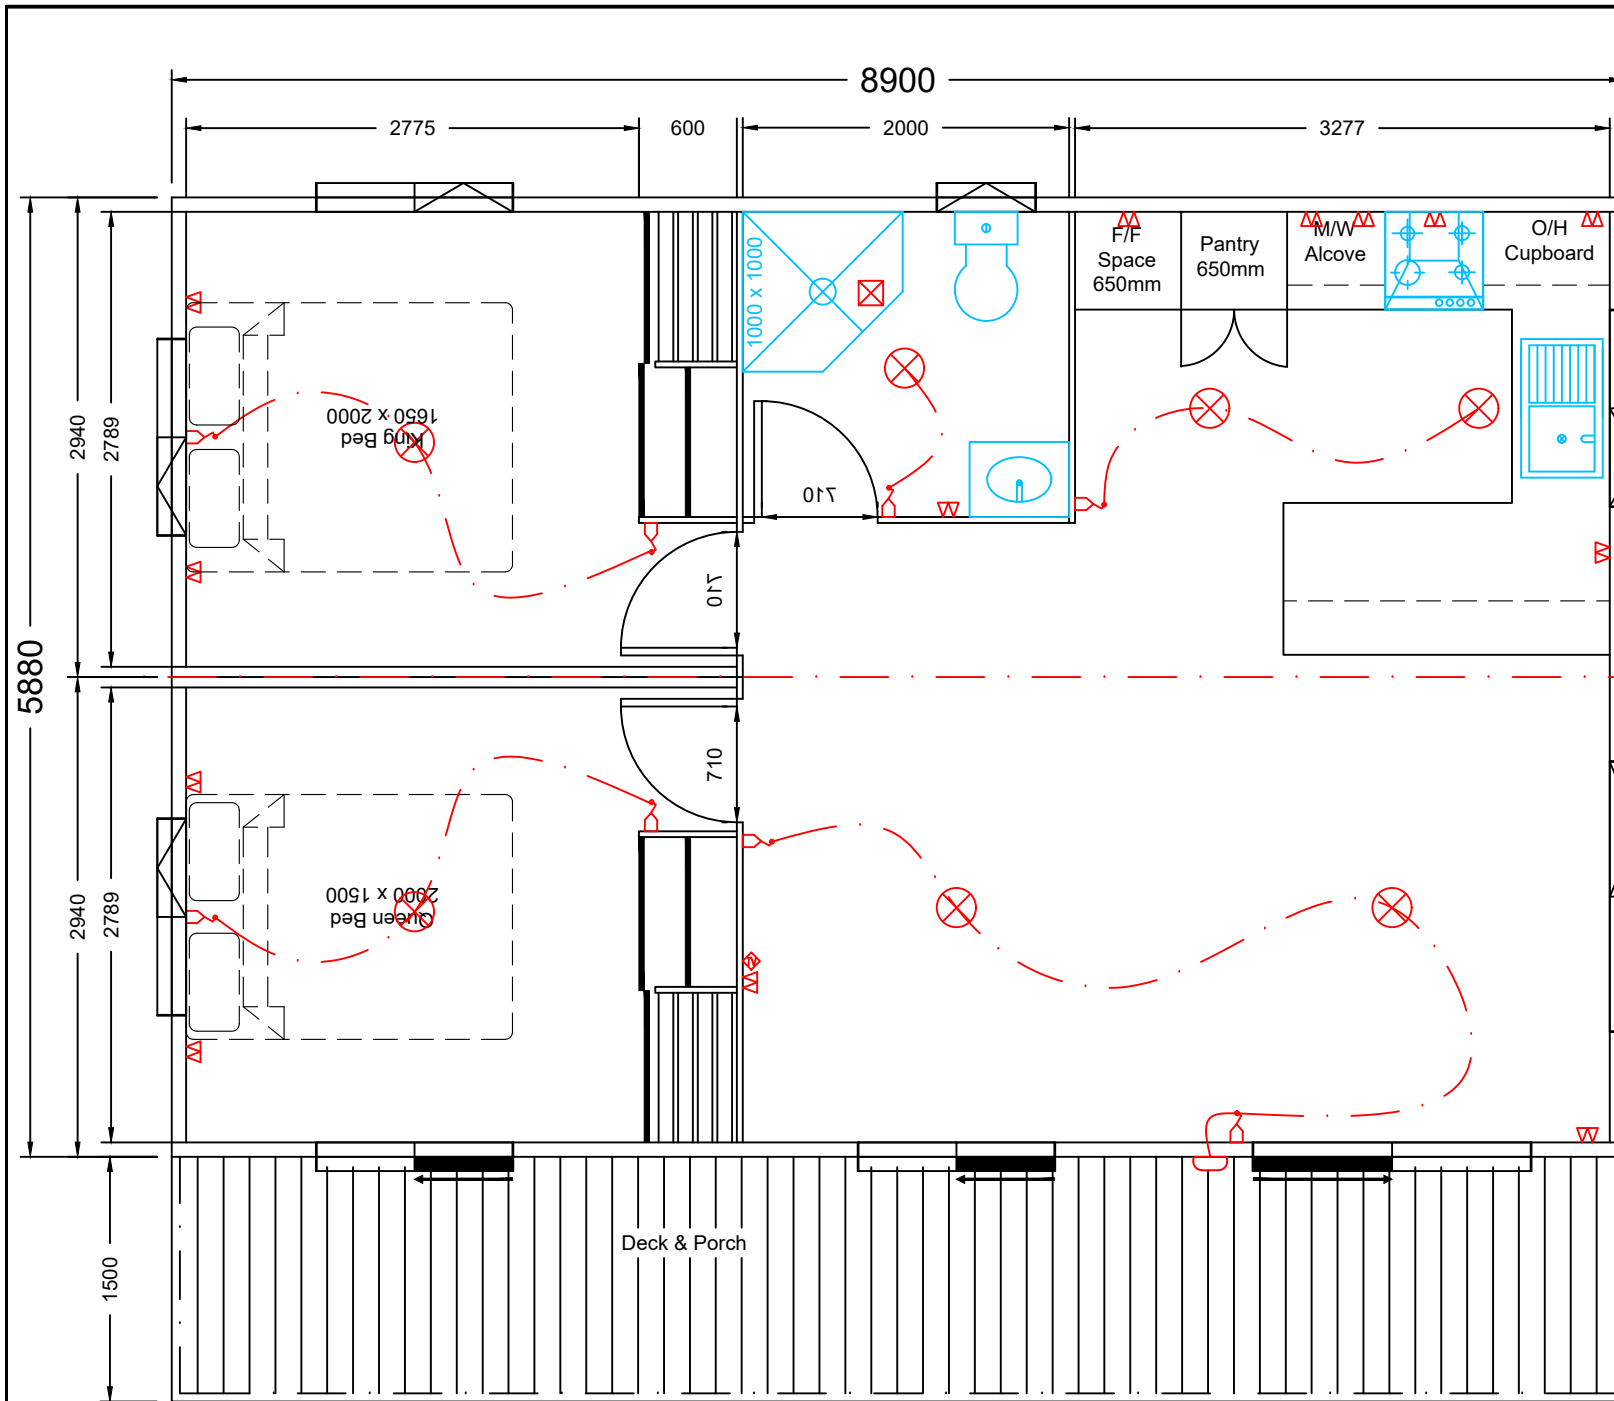 8900
2775
600
2000
3277
F/F
Space
650mm
Pantry
650mm
M/W
Alcove
O/H
Cupboard
1000 x 1000
King Bed
1650 x 2000
710
710
710
2940
2789
5880
2940
2789
Queen Bed
2000 x 1500
Deck & Porch
1500